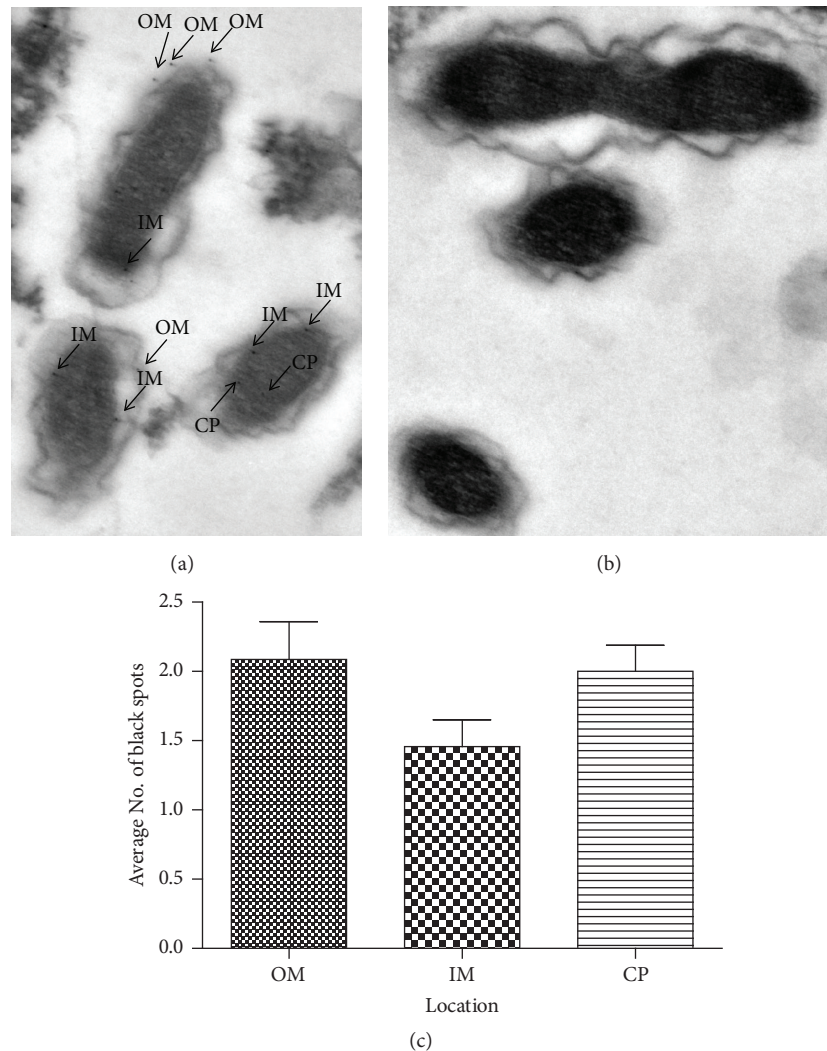 OM
OM
OM
IM
IM
OM
IM
IM
IM
CP
CP
(a)
(b)
2.5
2.0
1.5
1.0
0.5
0.0
Average No. of black spots
OM
IM
CP
Location
(c)